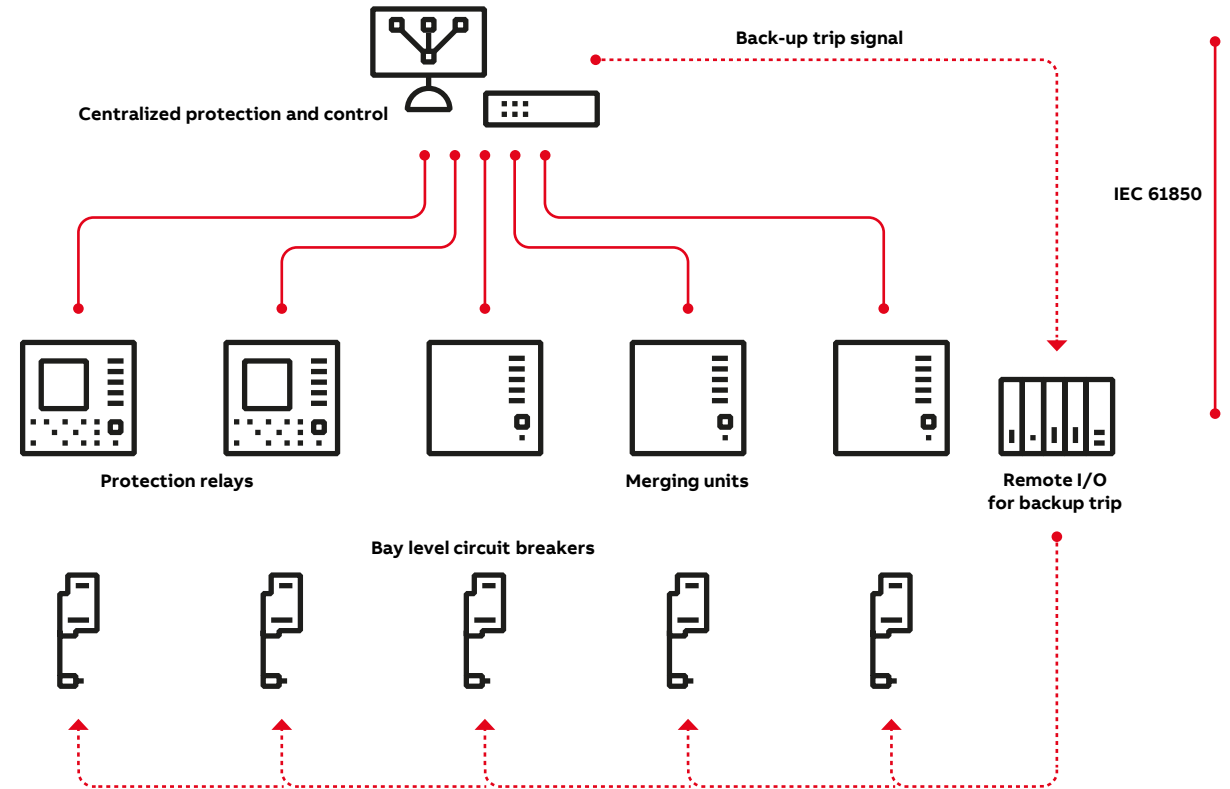 Back-up trip signal
Centralized protection and control
IEC 61850
Protection relays
Merging units
Remote I/O
for backup trip
Bay level circuit breakers